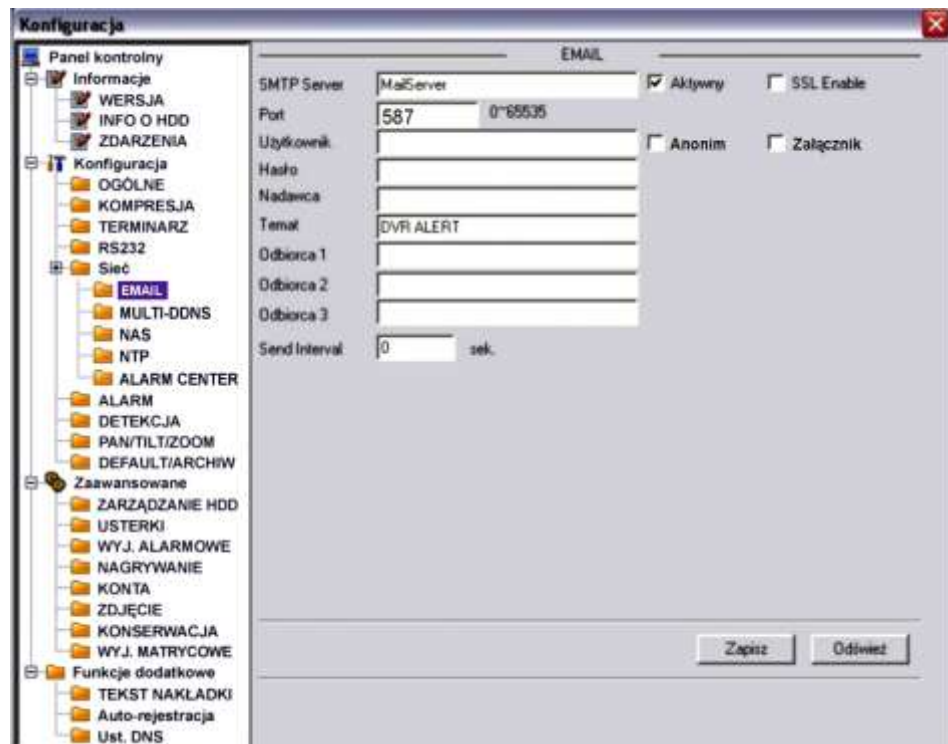 Konfiguracja
Panel kontrolny
Informacje
WERSJA
INFO O HDD
ZDARZENIA
Konfiguracja
OGÓLNE
KOMPRESJA
TERMINARZ
RS232
Sieć
EMAIL
MULTI-DDNS
NAS
NTP
ALARM CENTER
ALARM
DETEKCJA
PAN/TILT/ZOOM
DEFAULT/ARCHIW
Zaawansowane
ZARZĄDZANIE HDD
USTERKI
WYJ. ALARMOWE
NAGRYWANIE
KONTA
ZDJĘCIE
KONSERWACJA
WYJ. MATRYCOWE
Funkcje dodatkowe
TEKST NAKŁADKI
Auto-rejestracja
Ust. DNS
EMAIL
SMTP Server MailServer Aktywny SSL Enable
Port 587 0~65535
Użytkownik Anonim Załącznik
Hasło
Nadawca
Temat DVR ALERT
Odbiorca 1
Odbiorca 2
Odbiorca 3
Send Interval 0 sek.
Zapisz Odśwież